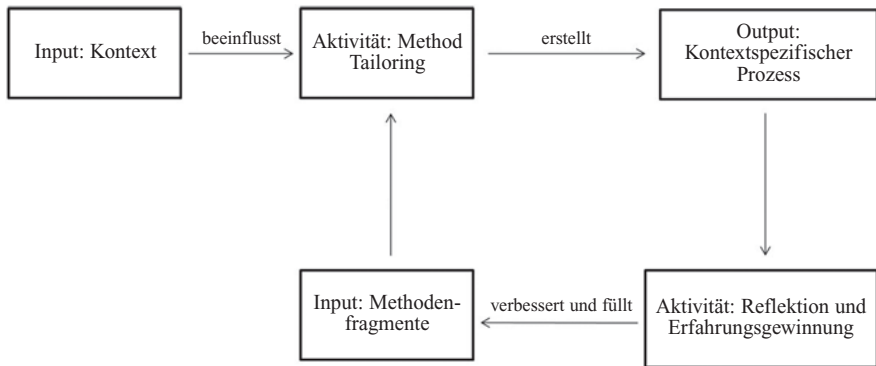 Input: Kontext
beeinflusst
Aktivität: Method
Tailoring
erstellt
Output:
Kontextspezifischer
Prozess
Input: Methoden-
fragmente
verbessert und füllt
Aktivität: Reflektion und
Erfahrungsgewinnung